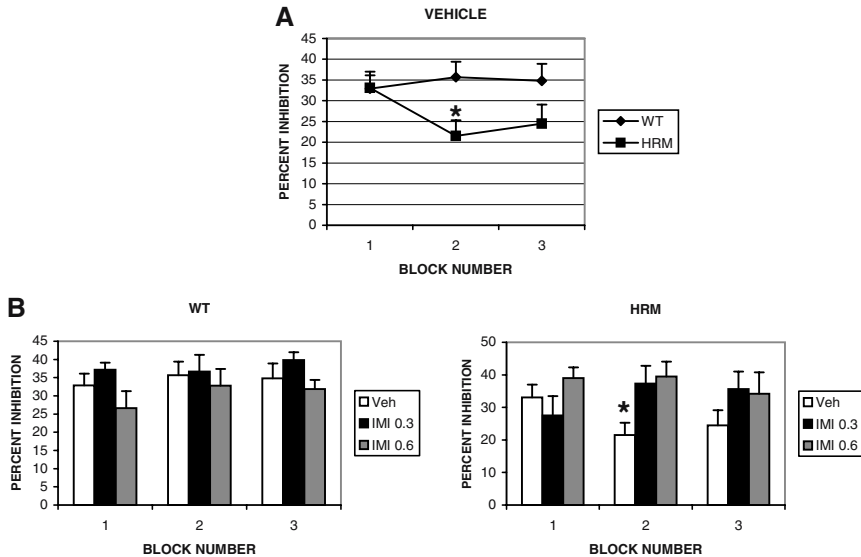 A
VEHICLE
PERCENT INHIBITION
45
40
35
30
25
20
15
10
5
0
*
1 2 3
BLOCK NUMBER
WT
HRM
B
WT
PERCENT INHIBITION
45
40
35
30
25
20
15
10
5
0
1 2 3
BLOCK NUMBER
Veh
IMI 0.3
IMI 0.6
HRM
PERCENT INHIBITION
50
40
30
20
10
0
*
1 2 3
BLOCK NUMBER
Veh
IMI 0.3
IMI 0.6